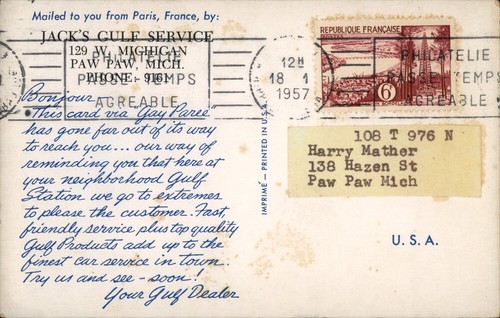 Mailed to you from Paris, France, by:
JACK'S GULF SERVICE
129 W. MICHIGAN
PAW PAW, MICH.
PHONE - 9161
PHILATELIE
PASSE-TEMPS
AGREABLE
12H
18 1
1957
REPUBLIQUE FRANÇAISE
6F
PHILATELIE
PASSE-TEMPS
AGREABLE
Bonjour
This card via "Gay Paree"
has gone far out of its way
to reach you... our way of
reminding you that here at
your neighborhood Gulf
Station we go to extremes
to please the customer. Fast,
friendly service plus top quality
Gulf Products add up to the
finest car service in town.
Try us and see - soon!
Your Gulf Dealer
IMPRIMÉ — PRINTED IN U.S.A.
108 T 976 N
Harry Mather
138 Hazen St
Paw Paw Mich
U. S. A.